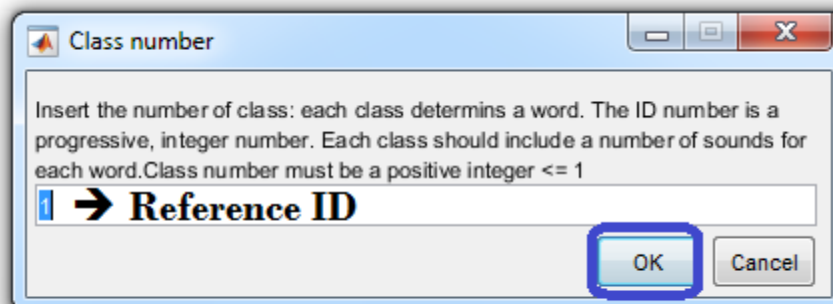 Class number
Insert the number of class: each class determins a word. The ID number is a
progressive, integer number. Each class should include a number of sounds for
each word.Class number must be a positive integer <= 1
1 ➔ Reference ID
OK Cancel